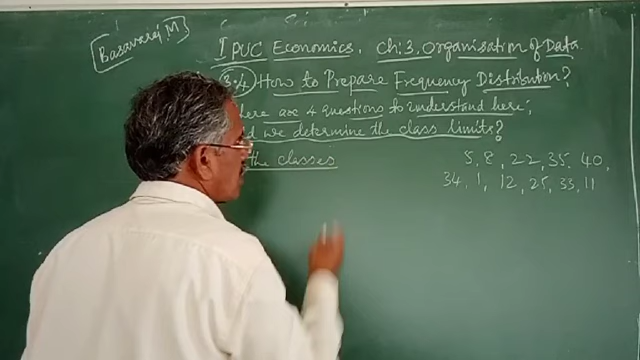 Basavaraj M
I PUC Economics. Ch:3. Organisation of Data.
3.4) How to Prepare Frequency Distribution?
here are 4 questions to understand here;
we determine the class limits?
the classes
5, 8, 22, 35, 40,
34, 1, 12, 25, 33, 11